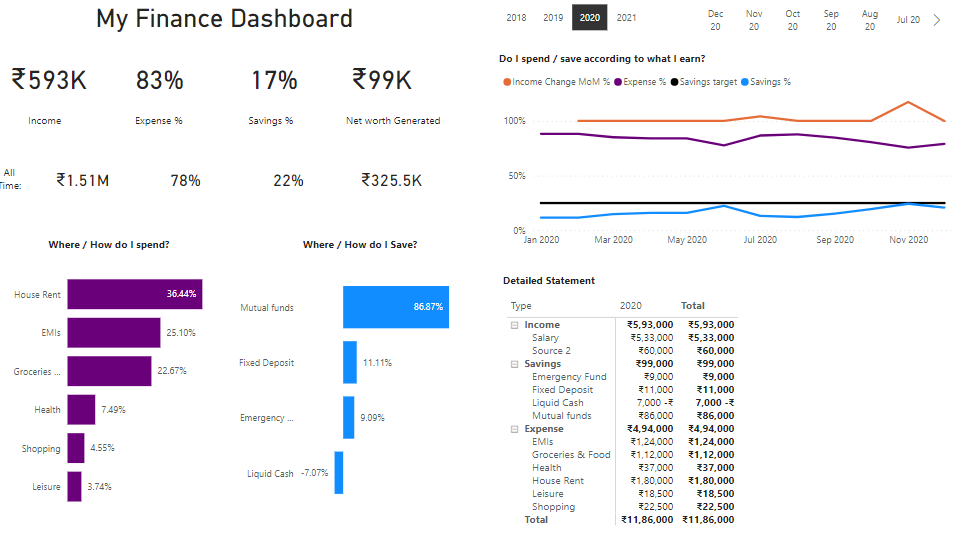 My Finance Dashboard
₹593K 83% 17% ₹99K
Income Expense % Savings % Net worth Generated
All
Time: ₹1.51M 78% 22% ₹325.5K
Where / How do I spend?
House Rent 36.44%
EMIs 25.10%
Groceries ... 22.67%
Health 7.49%
Shopping 4.55%
Leisure 3.74%
Where / How do I Save?
Mutual funds 86.87%
Fixed Deposit 11.11%
Emergency ... 9.09%
Liquid Cash -7.07%
2018 2019 2020 2021
Dec 20 Nov 20 Oct 20 Sep 20 Aug 20 Jul 20
Do I spend / save according to what I earn?
Income Change MoM % Expense % Savings target Savings %
100%
50%
0%
Jan 2020 Mar 2020 May 2020 Jul 2020 Sep 2020 Nov 2020
Detailed Statement
Type 2020 Total
Income ₹5,93,000 ₹5,93,000
Salary ₹5,33,000 ₹5,33,000
Source 2 ₹60,000 ₹60,000
Savings ₹99,000 ₹99,000
Emergency Fund ₹9,000 ₹9,000
Fixed Deposit ₹11,000 ₹11,000
Liquid Cash 7,000 -₹ 7,000 -₹
Mutual funds ₹86,000 ₹86,000
Expense ₹4,94,000 ₹4,94,000
EMIs ₹1,24,000 ₹1,24,000
Groceries & Food ₹1,12,000 ₹1,12,000
Health ₹37,000 ₹37,000
House Rent ₹1,80,000 ₹1,80,000
Leisure ₹18,500 ₹18,500
Shopping ₹22,500 ₹22,500
Total ₹11,86,000 ₹11,86,000